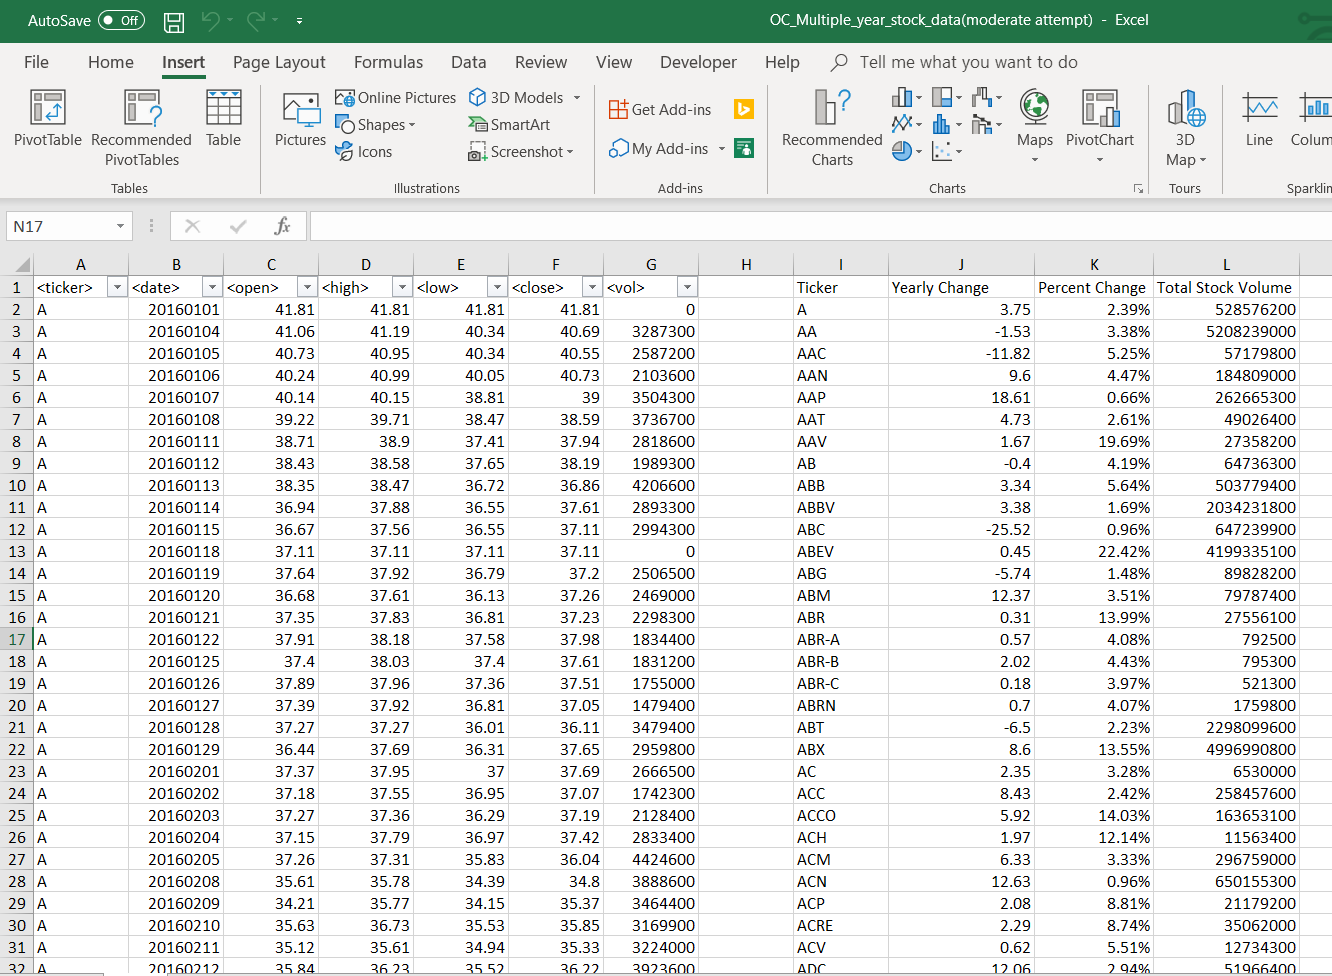 AutoSave Off OC_Multiple_year_stock_data(moderate attempt) - Excel
File Home Insert Page Layout Formulas Data Review View Developer Help Tell me what you want to do
PivotTable Recommended PivotTables Table Pictures Online Pictures Shapes Icons 3D Models SmartArt Screenshot Get Add-ins My Add-ins Recommended Charts Maps PivotChart 3D Map Line Colum
Tables Illustrations Add-ins Charts Tours Sparklin
N17 fx
A B C D E F G H I J K L
1 <ticker> <date> <open> <high> <low> <close> <vol> Ticker Yearly Change Percent Change Total Stock Volume
2 A 20160101 41.81 41.81 41.81 41.81 0 A 3.75 2.39% 528576200
3 A 20160104 41.06 41.19 40.34 40.69 3287300 AA -1.53 3.38% 5208239000
4 A 20160105 40.73 40.95 40.34 40.55 2587200 AAC -11.82 5.25% 57179800
5 A 20160106 40.24 40.99 40.05 40.73 2103600 AAN 9.6 4.47% 184809000
6 A 20160107 40.14 40.15 38.81 39 3504300 AAP 18.61 0.66% 262665300
7 A 20160108 39.22 39.71 38.47 38.59 3736700 AAT 4.73 2.61% 49026400
8 A 20160111 38.71 38.9 37.41 37.94 2818600 AAV 1.67 19.69% 27358200
9 A 20160112 38.43 38.58 37.65 38.19 1989300 AB -0.4 4.19% 64736300
10 A 20160113 38.35 38.47 36.72 36.86 4206600 ABB 3.34 5.64% 503779400
11 A 20160114 36.94 37.88 36.55 37.61 2893300 ABBV 3.38 1.69% 2034231800
12 A 20160115 36.67 37.56 36.55 37.11 2994300 ABC -25.52 0.96% 647239900
13 A 20160118 37.11 37.11 37.11 37.11 0 ABEV 0.45 22.42% 4199335100
14 A 20160119 37.64 37.92 36.79 37.2 2506500 ABG -5.74 1.48% 89828200
15 A 20160120 36.68 37.61 36.13 37.26 2469000 ABM 12.37 3.51% 79787400
16 A 20160121 37.35 37.83 36.81 37.23 2298300 ABR 0.31 13.99% 27556100
17 A 20160122 37.91 38.18 37.58 37.98 1834400 ABR-A 0.57 4.08% 792500
18 A 20160125 37.4 38.03 37.4 37.61 1831200 ABR-B 2.02 4.43% 795300
19 A 20160126 37.89 37.96 37.36 37.51 1755000 ABR-C 0.18 3.97% 521300
20 A 20160127 37.39 37.92 36.81 37.05 1479400 ABRN 0.7 4.07% 1759800
21 A 20160128 37.27 37.27 36.01 36.11 3479400 ABT -6.5 2.23% 2298099600
22 A 20160129 36.44 37.69 36.31 37.65 2959800 ABX 8.6 13.55% 4996990800
23 A 20160201 37.37 37.95 37 37.69 2666500 AC 2.35 3.28% 6530000
24 A 20160202 37.18 37.55 36.95 37.07 1742300 ACC 8.43 2.42% 258457600
25 A 20160203 37.27 37.36 36.29 37.19 2128400 ACCO 5.92 14.03% 163653100
26 A 20160204 37.15 37.79 36.97 37.42 2833400 ACH 1.97 12.14% 11563400
27 A 20160205 37.26 37.31 35.83 36.04 4424600 ACM 6.33 3.33% 296759000
28 A 20160208 35.61 35.78 34.39 34.8 3888600 ACN 12.63 0.96% 650155300
29 A 20160209 34.21 35.77 34.15 35.37 3464400 ACP 2.08 8.81% 21179200
30 A 20160210 35.63 36.73 35.53 35.85 3169900 ACRE 2.29 8.74% 35062000
31 A 20160211 35.12 35.61 34.94 35.33 3224000 ACV 0.62 5.51% 12734300
32 A 20160212 35.84 36.23 35.52 36.22 3923600 ADC 12.06 2.94% 51966400